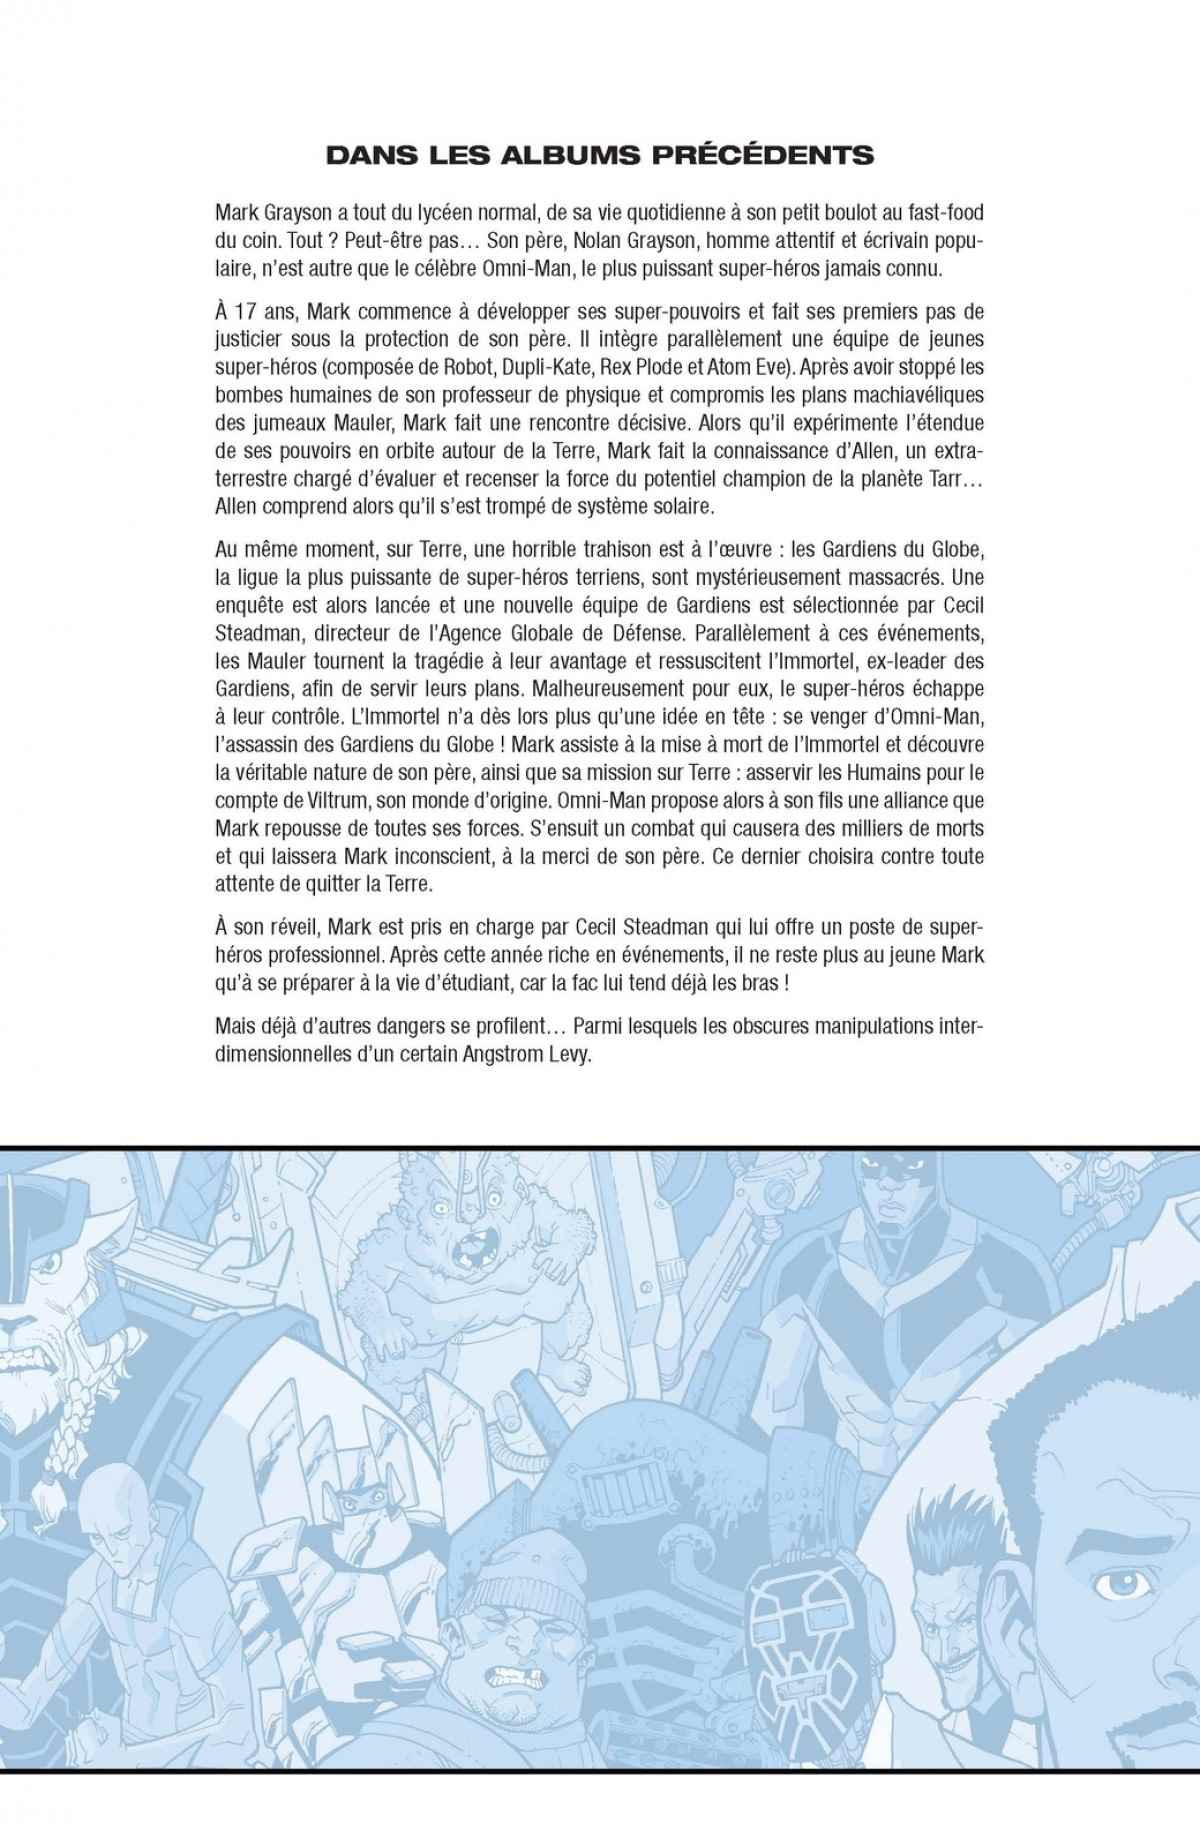 DANS LES ALBUMS PRÉCÉDENTS
Mark Grayson a tout du lycéen normal, de sa vie quotidienne à son petit boulot au fast-food
du coin. Tout ? Peut-être pas… Son père, Nolan Grayson, homme attentif et écrivain popu-
laire, n’est autre que le célèbre Omni-Man, le plus puissant super-héros jamais connu.
À 17 ans, Mark commence à développer ses super-pouvoirs et fait ses premiers pas de
justicier sous la protection de son père. Il intègre parallèlement une équipe de jeunes
super-héros (composée de Robot, Dupli-Kate, Rex Plode et Atom Eve). Après avoir stoppé les
bombes humaines de son professeur de physique et compromis les plans machiavéliques
des jumeaux Mauler, Mark fait une rencontre décisive. Alors qu’il expérimente l’étendue
de ses pouvoirs en orbite autour de la Terre, Mark fait la connaissance d’Allen, un extra-
terrestre chargé d’évaluer et recenser la force du potentiel champion de la planète Tarr…
Allen comprend alors qu’il s’est trompé de système solaire.
Au même moment, sur Terre, une horrible trahison est à l’œuvre : les Gardiens du Globe,
la ligue la plus puissante de super-héros terriens, sont mystérieusement massacrés. Une
enquête est alors lancée et une nouvelle équipe de Gardiens est sélectionnée par Cecil
Steadman, directeur de l’Agence Globale de Défense. Parallèlement à ces événements,
les Mauler tournent la tragédie à leur avantage et ressuscitent l’Immortel, ex-leader des
Gardiens, afin de servir leurs plans. Malheureusement pour eux, le super-héros échappe
à leur contrôle. L’Immortel n’a dès lors plus qu’une idée en tête : se venger d’Omni-Man,
l’assassin des Gardiens du Globe ! Mark assiste à la mise à mort de l’Immortel et découvre
la véritable nature de son père, ainsi que sa mission sur Terre : asservir les Humains pour le
compte de Viltrum, son monde d’origine. Omni-Man propose alors à son fils une alliance que
Mark repousse de toutes ses forces. S’ensuit un combat qui causera des milliers de morts
et qui laissera Mark inconscient, à la merci de son père. Ce dernier choisira contre toute
attente de quitter la Terre.
À son réveil, Mark est pris en charge par Cecil Steadman qui lui offre un poste de super-
héros professionnel. Après cette année riche en événements, il ne reste plus au jeune Mark
qu’à se préparer à la vie d’étudiant, car la fac lui tend déjà les bras !
Mais déjà d’autres dangers se profilent… Parmi lesquels les obscures manipulations inter-
dimensionnelles d’un certain Angstrom Levy.